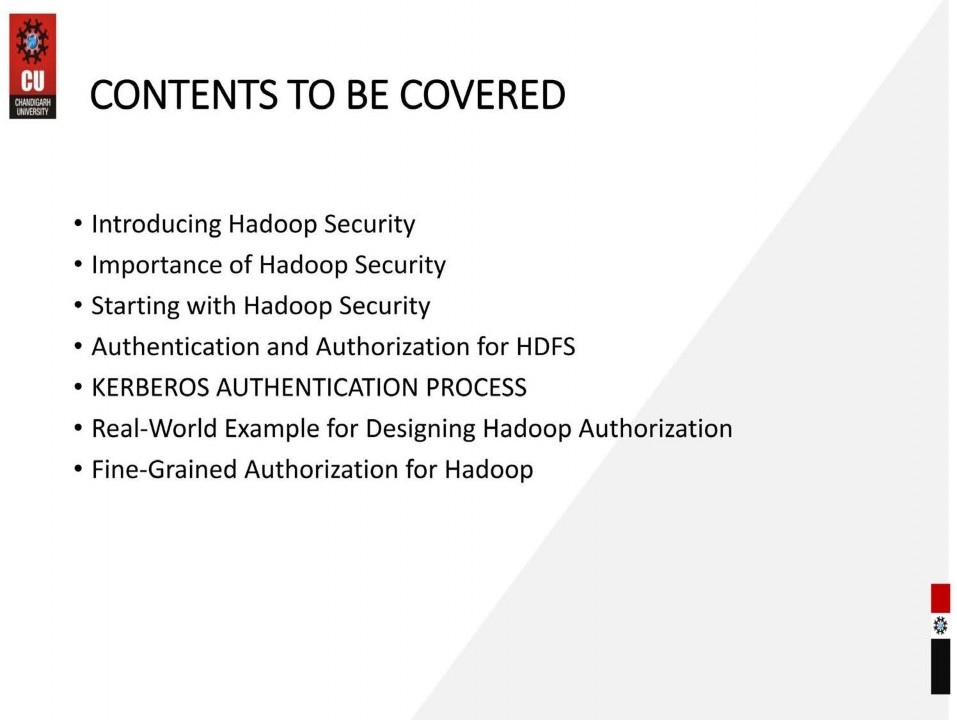 CU
CHANDIGARH
UNIVERSITY
CONTENTS TO BE COVERED
• Introducing Hadoop Security
• Importance of Hadoop Security
• Starting with Hadoop Security
• Authentication and Authorization for HDFS
• KERBEROS AUTHENTICATION PROCESS
• Real-World Example for Designing Hadoop Authorization
• Fine-Grained Authorization for Hadoop